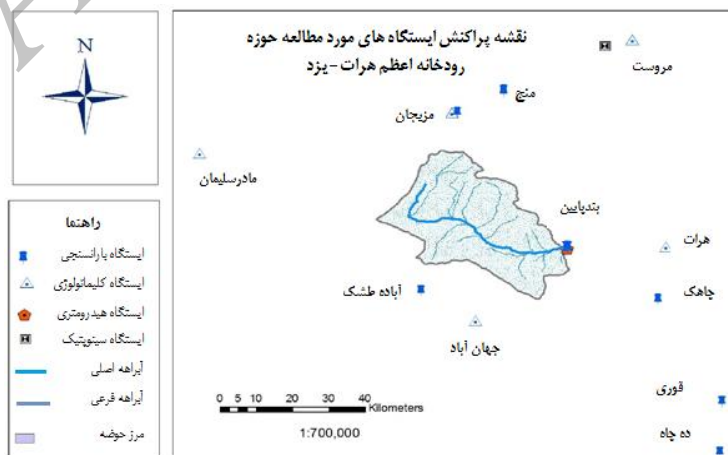 نقشه پراکنش ایستگاه های مورد مطالعه حوزه
رودخانه اعظم هرات - یزد
N
مروست
منج
مزیجان
مادرسلیمان
بندپایین
هرات
چاهک
آباده طشک
جهان آباد
قوری
ده چاه
راهنما
ایستگاه بارانسنجی
ایستگاه کلیماتولوژی
ایستگاه هیدرومتری
ایستگاه سینوپتیک
آبراهه اصلی
آبراهه فرعی
مرز حوضه
0 5 10 20 30 40
Kilometers
1:700,000